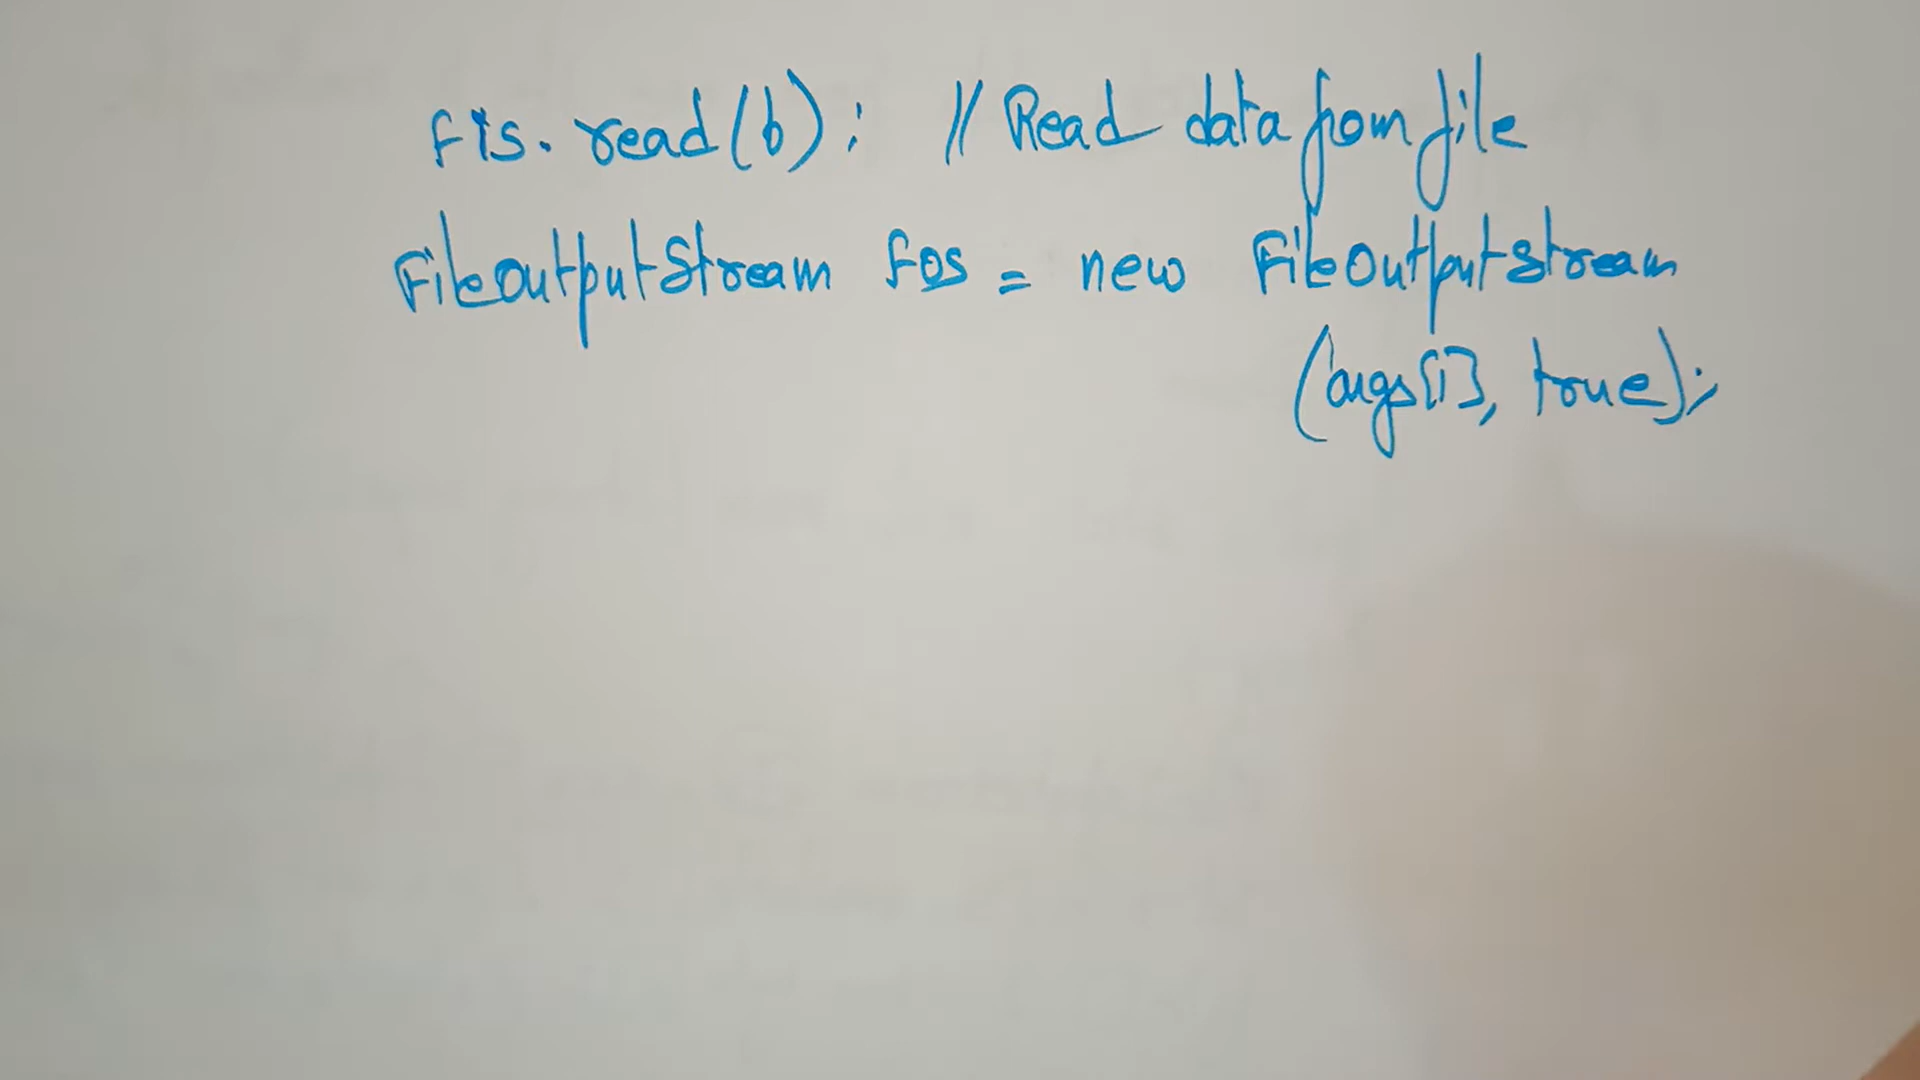 fis.read(b); // Read data from file
FileOutputStream fos = new FileOutputStream
(args[1], true);